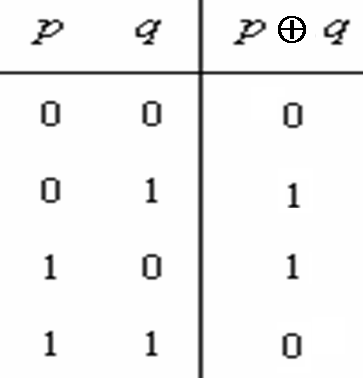 p q p ⊕ q
0 0 0
0 1 1
1 0 1
1 1 0